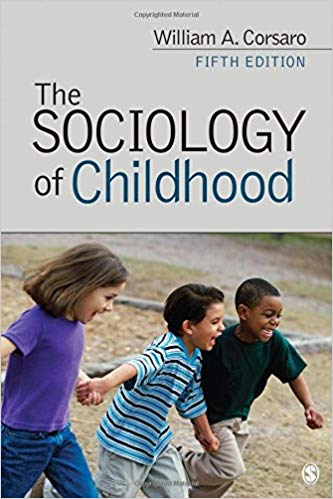 Copyrighted Material
William A. Corsaro
FIFTH EDITION
The
SOCIOLOGY
of Childhood
S
Copyrighted Material